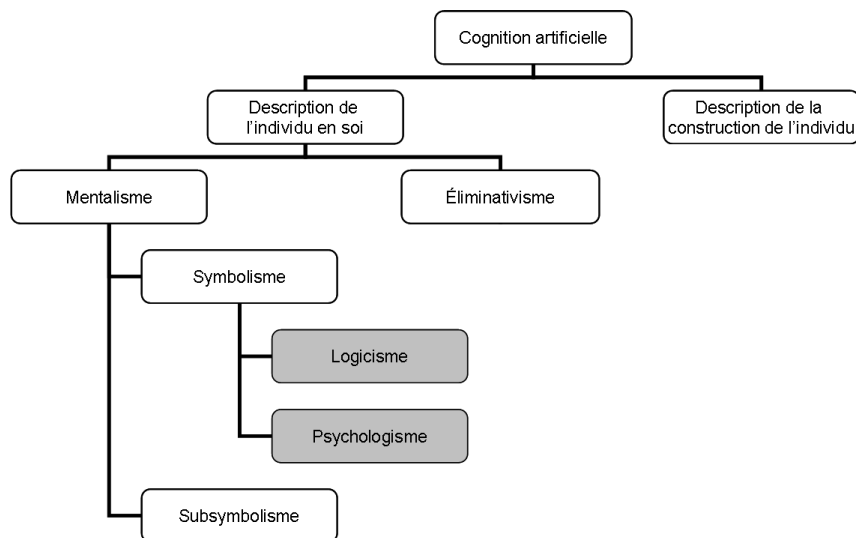 Cognition artificielle
Description de
l'individu en soi
Description de la
construction de l'individu
Mentalisme
Éliminativisme
Symbolisme
Logicisme
Psychologisme
Subsymbolisme